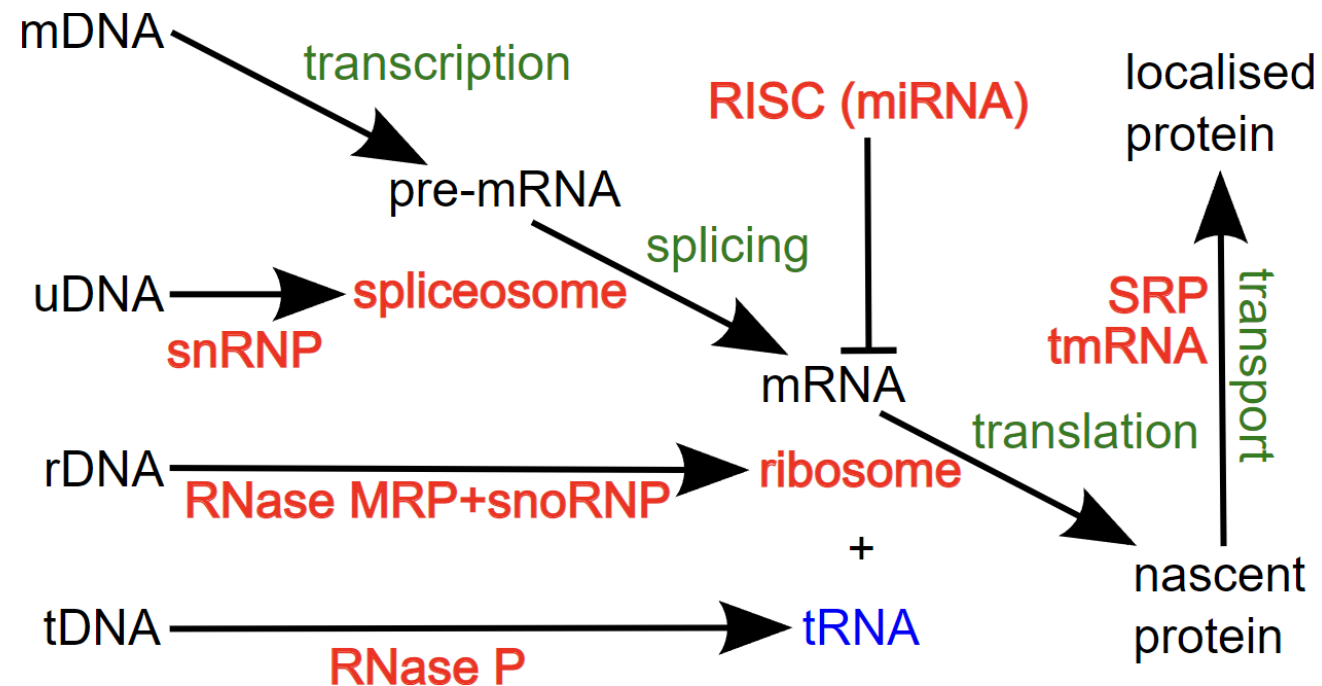 mDNA
transcription
localised
protein
RISC (miRNA)
pre-mRNA
splicing
uDNA
spliceosome
snRNP
SRP
tmRNA
transport
mRNA
translation
rDNA
ribosome
RNase MRP+snoRNP
+
nascent
protein
tDNA
tRNA
RNase P